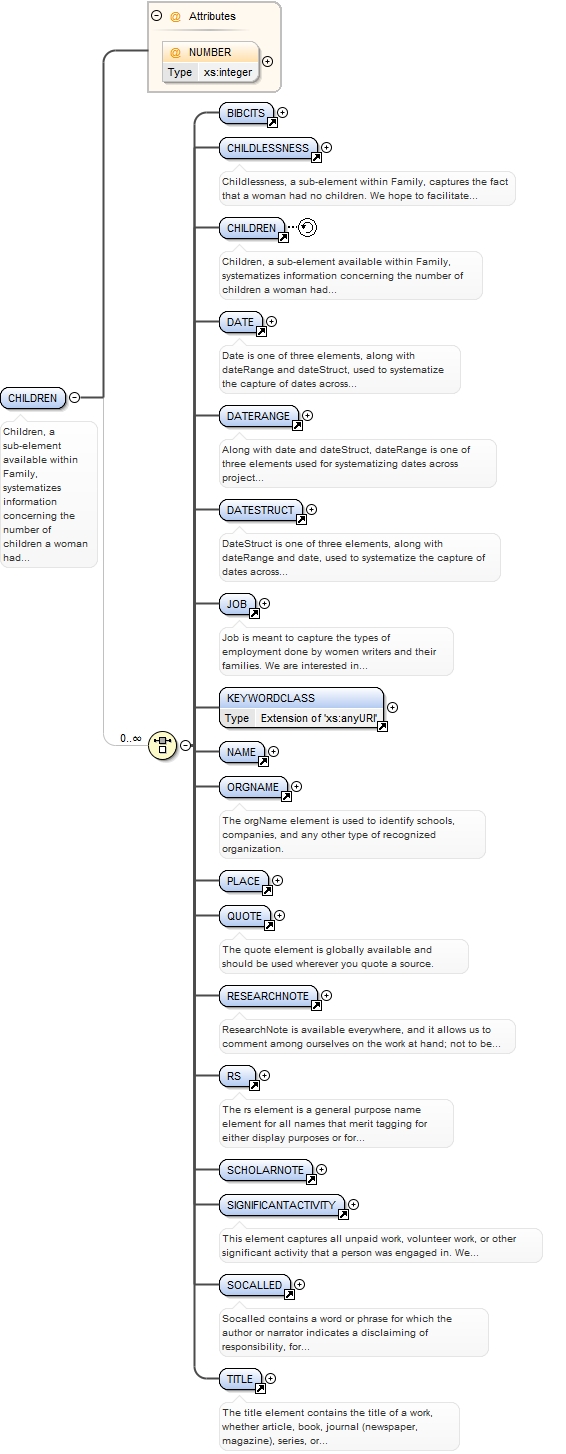 Attributes
@ NUMBER
Type xs:integer
BIBCITS
CHILDLESSNESS
Childlessness, a sub-element within Family, captures the fact
that a woman had no children. We hope to facilitate...
CHILDREN
Children, a sub-element available within Family,
systematizes information concerning the number of
children a woman had...
DATE
Date is one of three elements, along with
dateRange and dateStruct, used to systematize
the capture of dates across...
CHILDREN
Children, a
sub-element
available within
Family,
systematizes
information
concerning the
number of
children a woman
had...
DATERANGE
Along with date and dateStruct, dateRange is one of
three elements used for systematizing dates across
project...
DATESTRUCT
DateStruct is one of three elements, along with
dateRange and date, used to systematize the capture of
dates across...
JOB
Job is meant to capture the types of
employment done by women writers and their
families. We are interested in...
KEYWORDCLASS
Type Extension of 'xs:anyURI'
0..∞
NAME
ORGNAME
The orgName element is used to identify schools,
companies, and any other type of recognized
organization.
PLACE
QUOTE
The quote element is globally available and
should be used wherever you quote a source.
RESEARCHNOTE
ResearchNote is available everywhere, and it allows us to
comment among ourselves on the work at hand; not to be...
RS
The rs element is a general purpose name
element for all names that merit tagging for
either display purposes or for...
SCHOLARNOTE
SIGNIFICANTACTIVITY
This element captures all unpaid work, volunteer work, or other
significant activity that a person was engaged in. We...
SOCALLED
Socalled contains a word or phrase for which the
author or narrator indicates a disclaiming of
responsibility, for...
TITLE
The title element contains the title of a work,
whether article, book, journal (newspaper,
magazine), series, or...